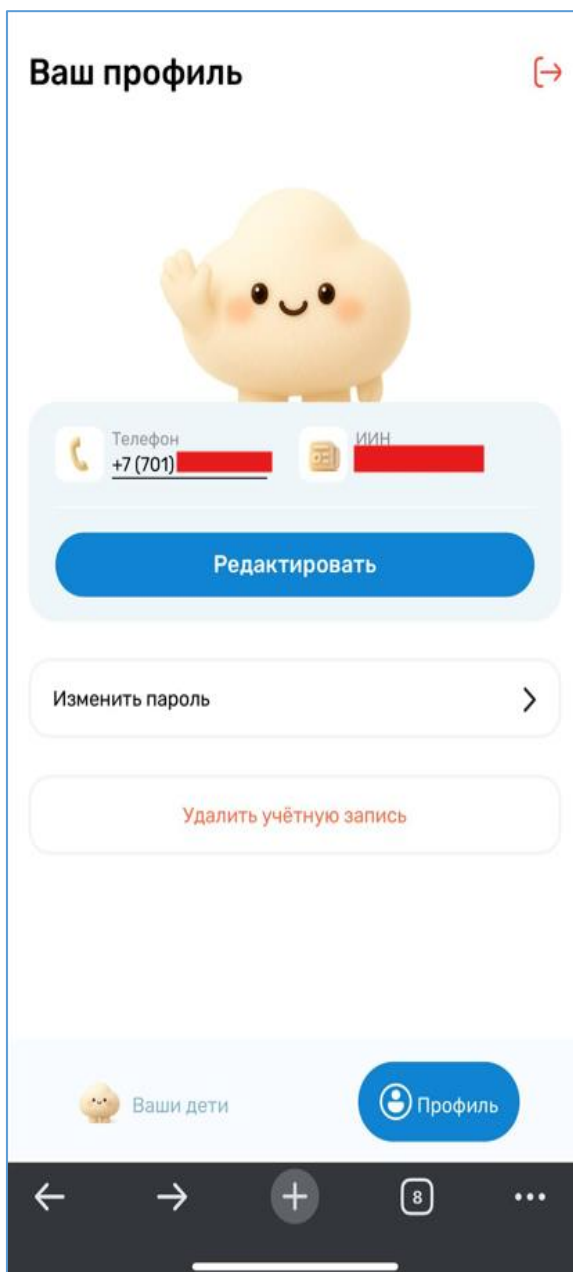 Ваш профиль
Телефон
ИИН
+7 (701)
Редактировать
Изменить пароль
Удалить учётную запись
Ваши дети
Профиль
8